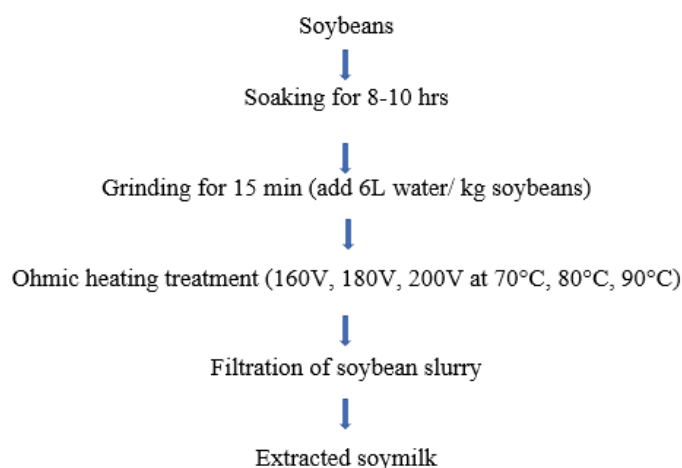 Soybeans
Soaking for 8-10 hrs
Grinding for 15 min (add 6L water/ kg soybeans)
Ohmic heating treatment (160V, 180V, 200V at 70°C, 80°C, 90°C)
Filtration of soybean slurry
Extracted soymilk